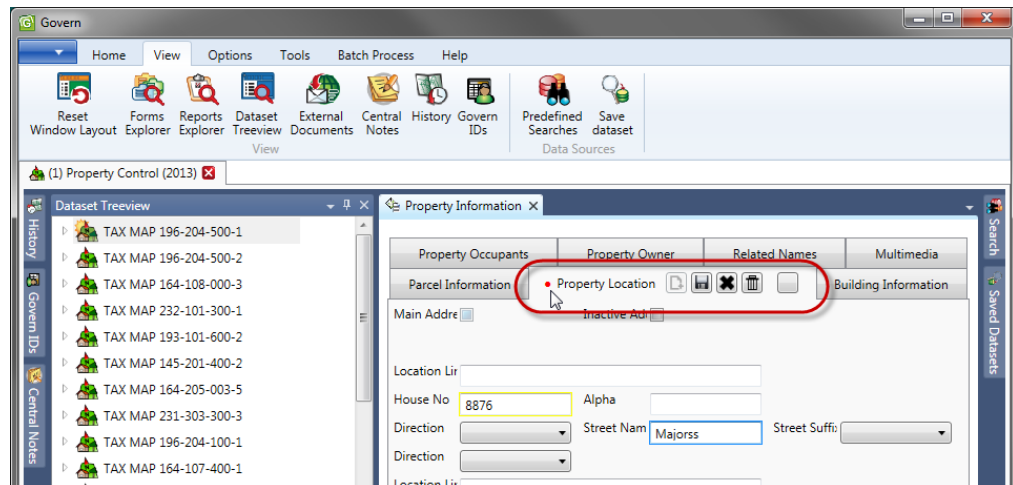 Govern
Home View Options Tools Batch Process Help
Reset Window Layout
Forms Explorer
Reports Explorer
Dataset Treeview
External Documents
Central Notes
History
Govern IDs
View
Predefined Searches
Save dataset
Data Sources
(1) Property Control (2013)
History
Govern IDs
Central Notes
Dataset Treeview
TAX MAP 196-204-500-1
TAX MAP 196-204-500-2
TAX MAP 164-108-000-3
TAX MAP 232-101-300-1
TAX MAP 193-101-600-2
TAX MAP 145-201-400-2
TAX MAP 164-205-003-5
TAX MAP 231-303-300-3
TAX MAP 196-204-100-1
TAX MAP 164-107-400-1
Property Information
Property Occupants Property Owner Related Names Multimedia
Parcel Information Property Location Building Information
Main Addre Inactive Adr
Location Lir
House No 8876 Alpha
Direction Street Nam Majorss Street Suffi
Direction
Location Lir
Search
Saved Datasets